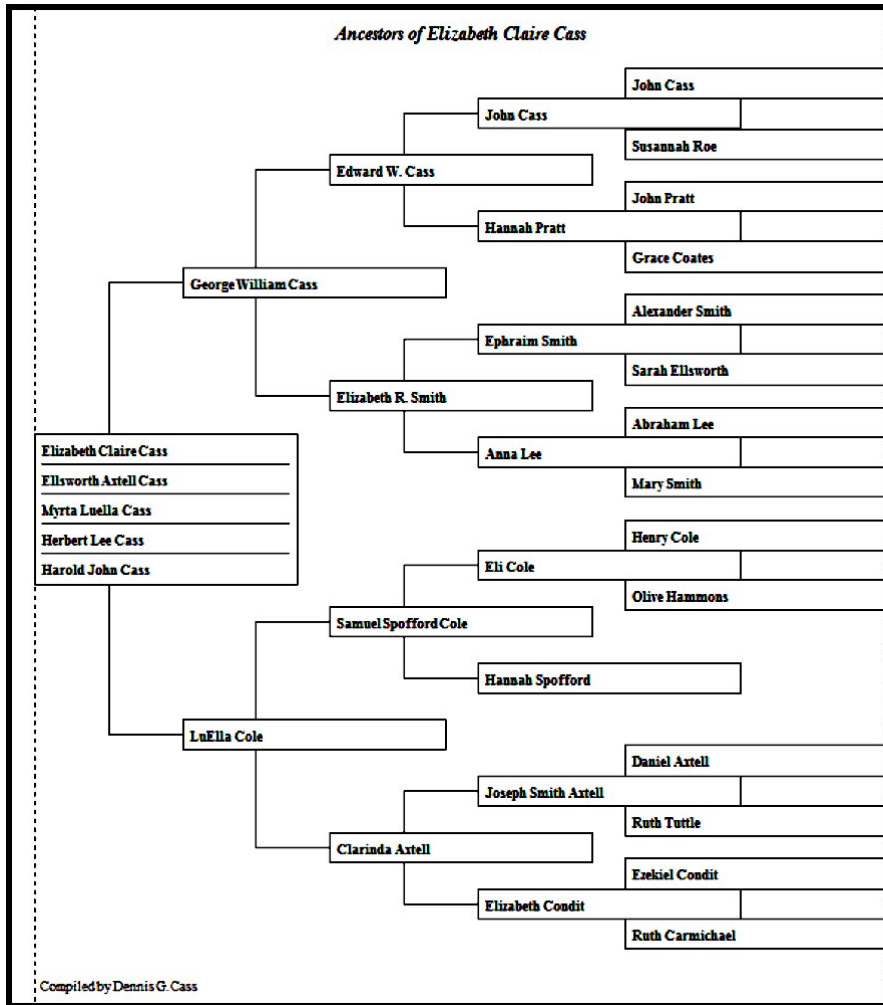 Ancestors of Elizabeth Claire Cass
John Cass
John Cass
Susannah Roe
Edward W. Cass
John Pratt
Hannah Pratt
Grace Coates
George William Cass
Alexander Smith
Ephraim Smith
Sarah Ellsworth
Elizabeth R. Smith
Abraham Lee
Anna Lee
Mary Smith
Elizabeth Claire Cass
Ellsworth Axtell Cass
Myrta Luella Cass
Herbert Lee Cass
Harold John Cass
Henry Cole
Eli Cole
Olive Hammons
Samuel Spofford Cole
Hannah Spofford
LuElla Cole
Daniel Axtell
Joseph Smith Axtell
Ruth Tuttle
Clarinda Axtell
Ezekiel Condit
Elizabeth Condit
Ruth Carmichael
Compiled by Dennis G. Cass